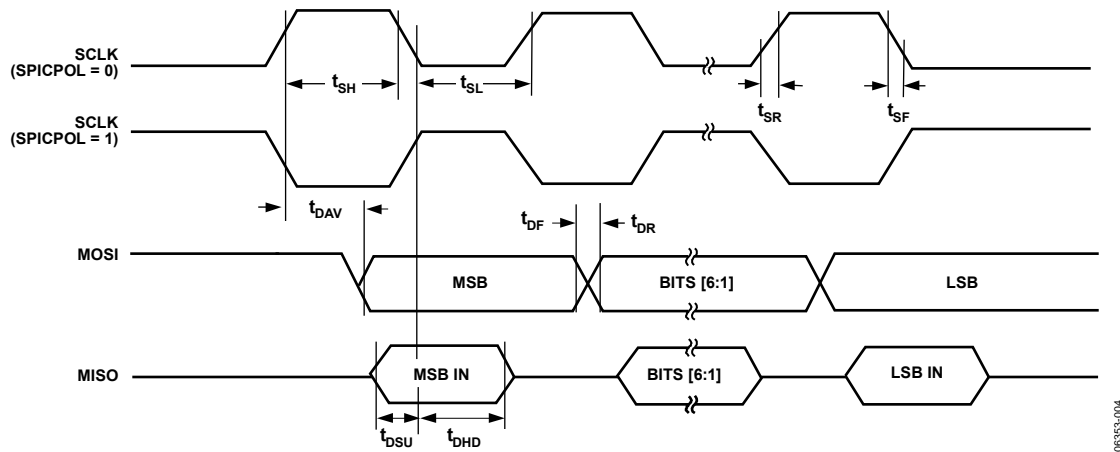 SCLK
(SPICPOL = 0)
tSH
tSL
tSR
tSF
SCLK
(SPICPOL = 1)
tDAV
tDF
tDR
MOSI
MSB
BITS [6:1]
LSB
MISO
MSB IN
BITS [6:1]
LSB IN
tDSU
tDHD
06353-004